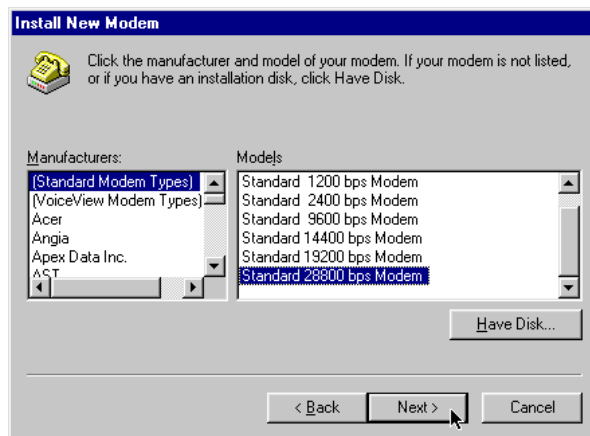 Install New Modem
Click the manufacturer and model of your modem. If your modem is not listed,
or if you have an installation disk, click Have Disk.
Manufacturers:
(Standard Modem Types)
(VoiceView Modem Types)
Acer
Angia
Apex Data Inc.
AST
Models
Standard 1200 bps Modem
Standard 2400 bps Modem
Standard 9600 bps Modem
Standard 14400 bps Modem
Standard 19200 bps Modem
Standard 28800 bps Modem
Have Disk...
< Back
Next >
Cancel